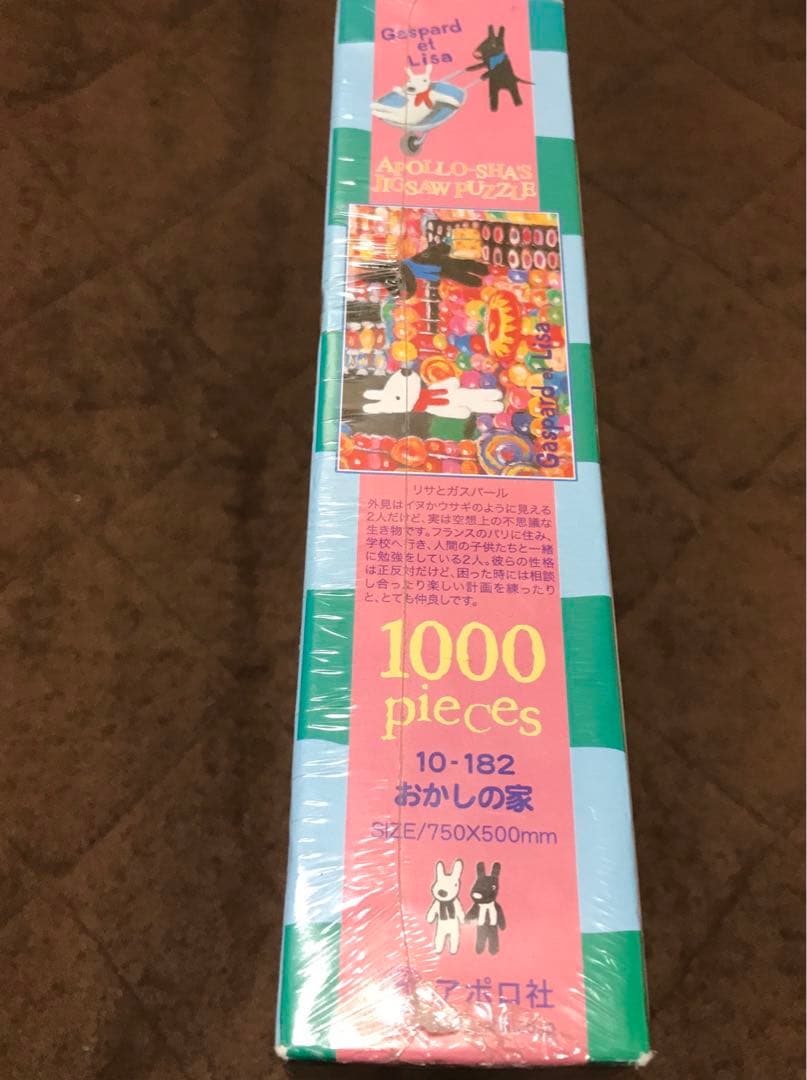 Gaspard
et
Lisa
APOLLO-SHA'S
JIGSAW PUZZLE
Gaspard et Lisa
リサとガスパール
外見はイヌかウサギのように見える
2人だけど、実は空想上の不思議な
生き物です。フランスのパリに住み、
学校へ行き、人間の子供たちと一緒
に勉強をしている2人。彼らの性格
は正反対だけど、困った時には相談
し合ったり楽しい計画を練ったり
と、とても仲良しです。
1000
pieces
10-182
おかしの家
SIZE/750X500mm
アポロ社